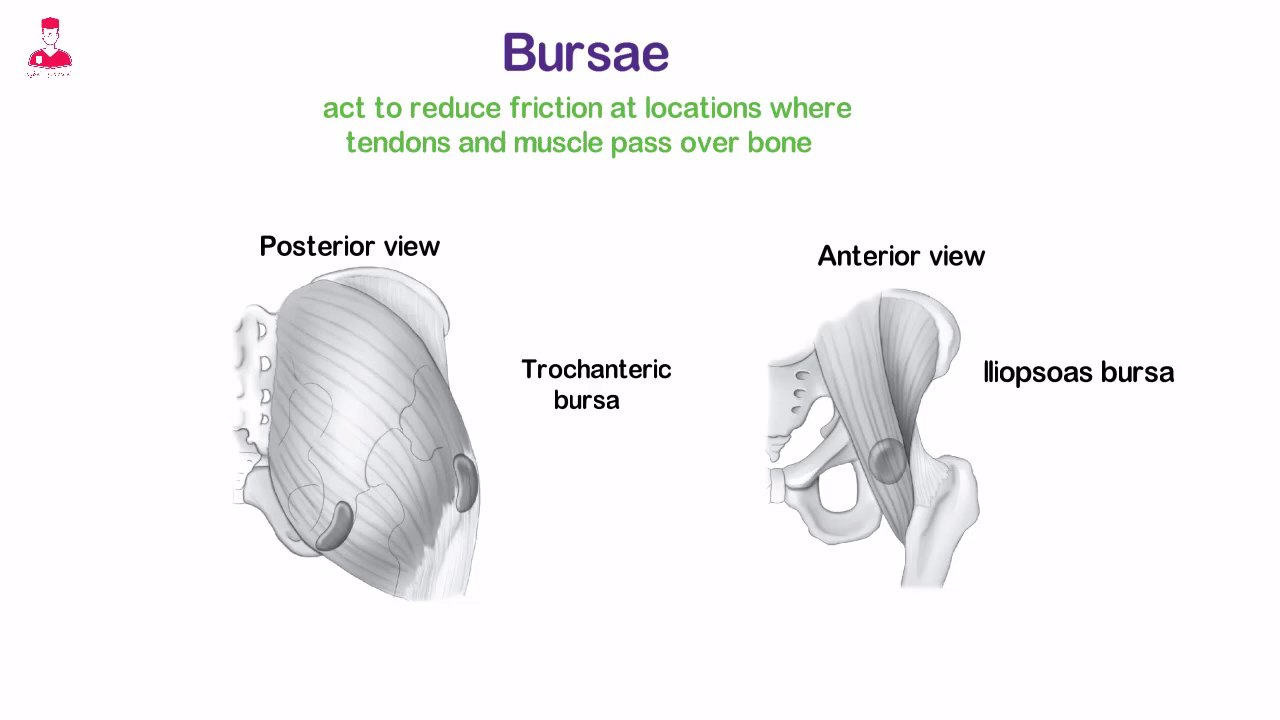 Bursae
act to reduce friction at locations where
tendons and muscle pass over bone
Posterior view
Anterior view
Trochanteric
bursa
Iliopsoas bursa